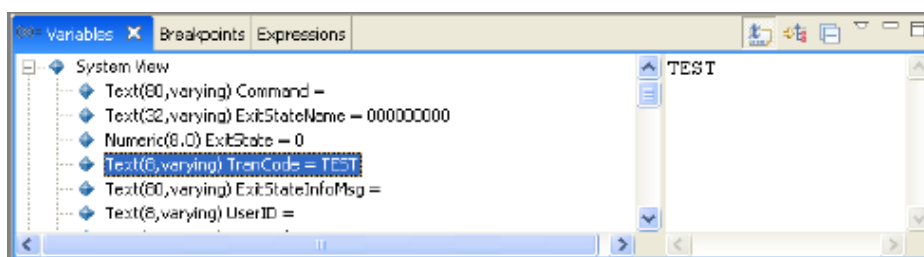 (x)= Variables Breakpoints Expressions
System View
TEST
Text(80,varying) Command =
Text(32,varying) ExitStateName = 000000000
Numeric(8.0) ExitState = 0
Text(8,varying) TranCode = TEST
Text(80,varying) ExitStateInfoMsg =
Text(8,varying) UserID =